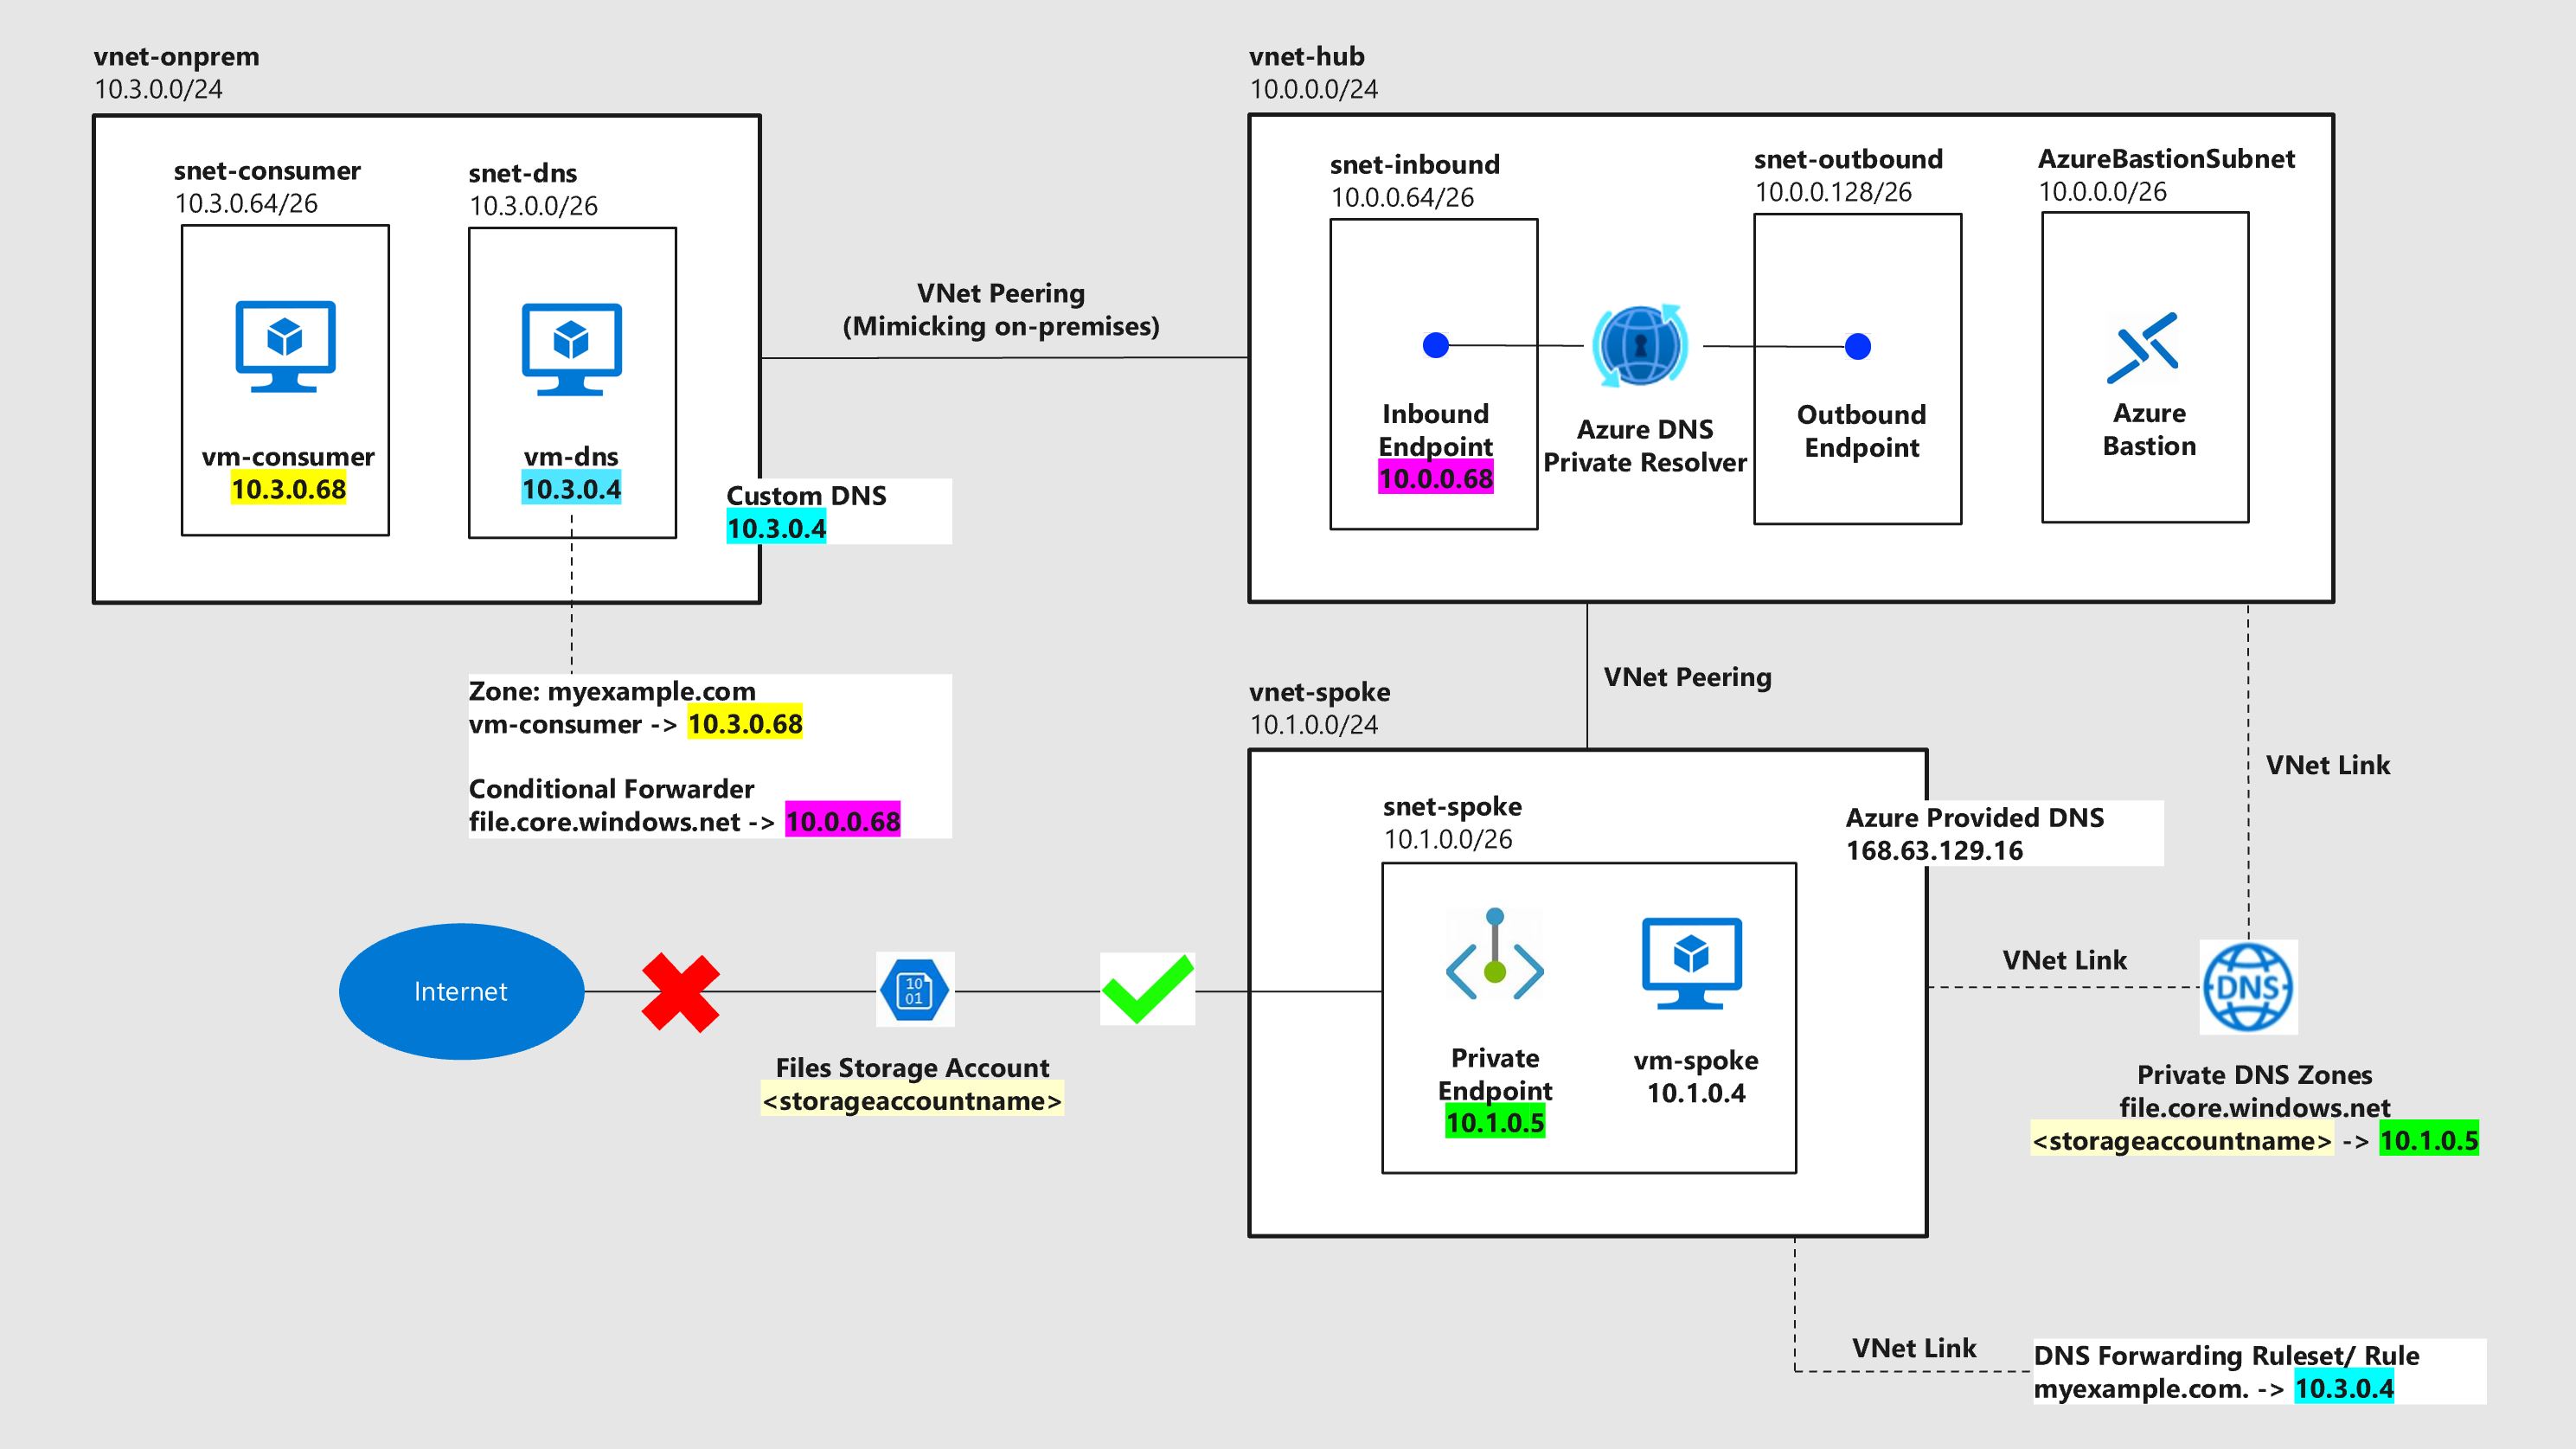 vnet-onprem
10.3.0.0/24
snet-consumer
10.3.0.64/26
vm-consumer
10.3.0.68
snet-dns
10.3.0.0/26
vm-dns
10.3.0.4
Custom DNS
10.3.0.4
VNet Peering
(Mimicking on-premises)
vnet-hub
10.0.0.0/24
snet-inbound
10.0.0.64/26
Inbound
Endpoint
10.0.0.68
Azure DNS
Private Resolver
snet-outbound
10.0.0.128/26
Outbound
Endpoint
AzureBastionSubnet
10.0.0.0/26
Azure
Bastion
Zone: myexample.com
vm-consumer -> 10.3.0.68
Conditional Forwarder
file.core.windows.net -> 10.0.0.68
VNet Peering
vnet-spoke
10.1.0.0/24
snet-spoke
10.1.0.0/26
Private
Endpoint
10.1.0.5
vm-spoke
10.1.0.4
Azure Provided DNS
168.63.129.16
VNet Link
VNet Link
DNS
Private DNS Zones
file.core.windows.net
<storageaccountname> -> 10.1.0.5
Internet
10
01
Files Storage Account
<storageaccountname>
VNet Link
DNS Forwarding Ruleset/ Rule
myexample.com. -> 10.3.0.4